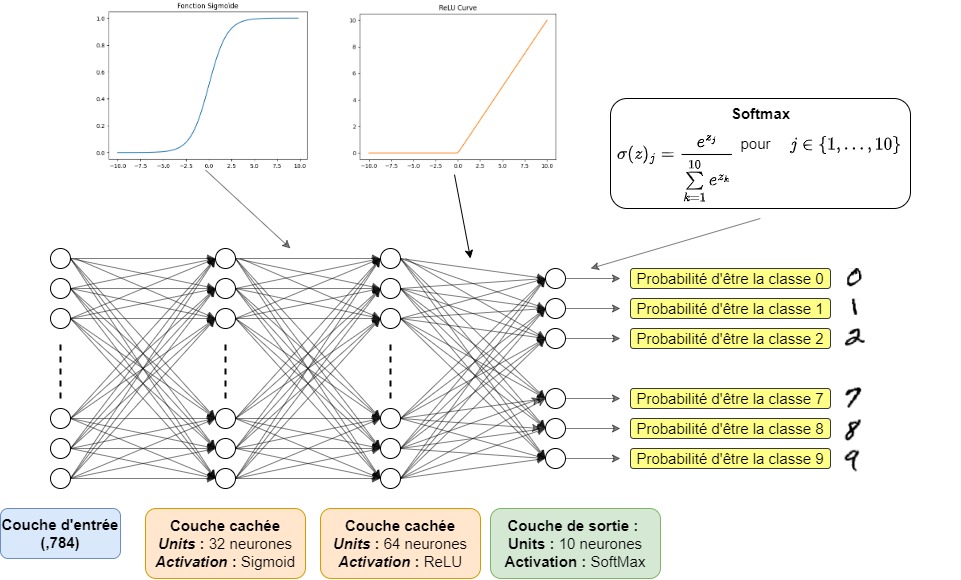 Fonction Sigmoïde
1.0
0.8
0.6
0.4
0.2
0.0
−10.0 −7.5 −5.0 −2.5 0.0 2.5 5.0 7.5 10.0
ReLU Curve
10
8
6
4
2
0
−10.0 −7.5 −5.0 −2.5 0.0 2.5 5.0 7.5 10.0
Softmax
σ(z)_j = e^{z_j} / \sum_{k=1}^{10} e^{z_k} pour j ∈ {1, …, 10}
Probabilité d'être la classe 0 0
Probabilité d'être la classe 1 1
Probabilité d'être la classe 2 2
Probabilité d'être la classe 7 7
Probabilité d'être la classe 8 8
Probabilité d'être la classe 9 9
Couche d'entrée
(,784)
Couche cachée
Units : 32 neurones
Activation : Sigmoid
Couche cachée
Units : 64 neurones
Activation : ReLU
Couche de sortie :
Units : 10 neurones
Activation : SoftMax